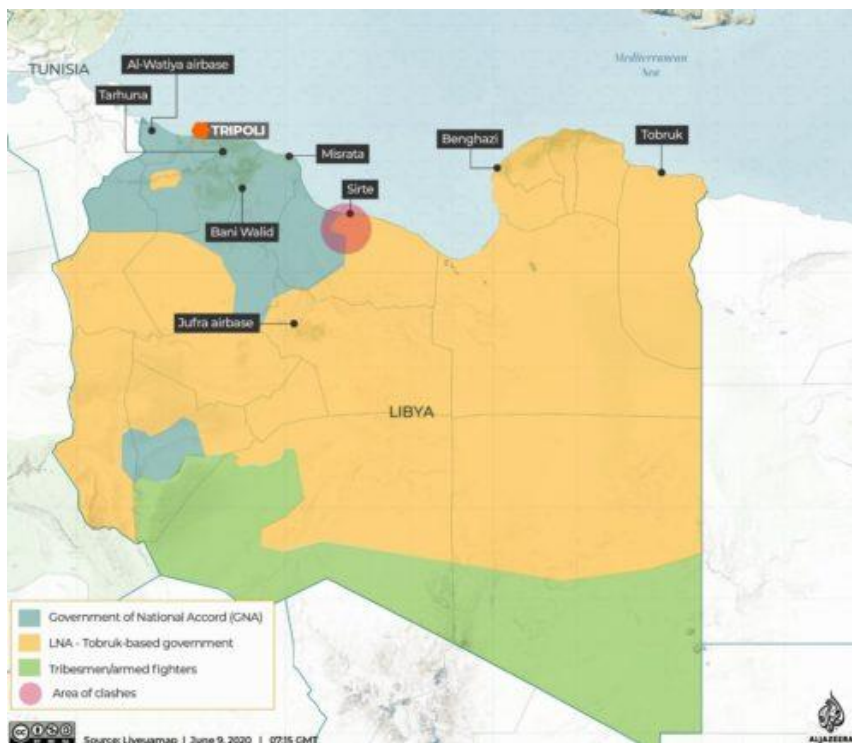 TUNISIA
Al-Watiya airbase
Tarhuna
TRIPOLI
Misrata
Sirte
Bani Walid
Jufra airbase
Mediterranean
Sea
Benghazi
Tobruk
LIBYA
Government of National Accord (GNA)
LNA - Tobruk-based government
Tribesmen/armed fighters
Area of clashes
Source: Liveuamap | June 9, 2020 | 07:15 GMT
ALJAZEERA